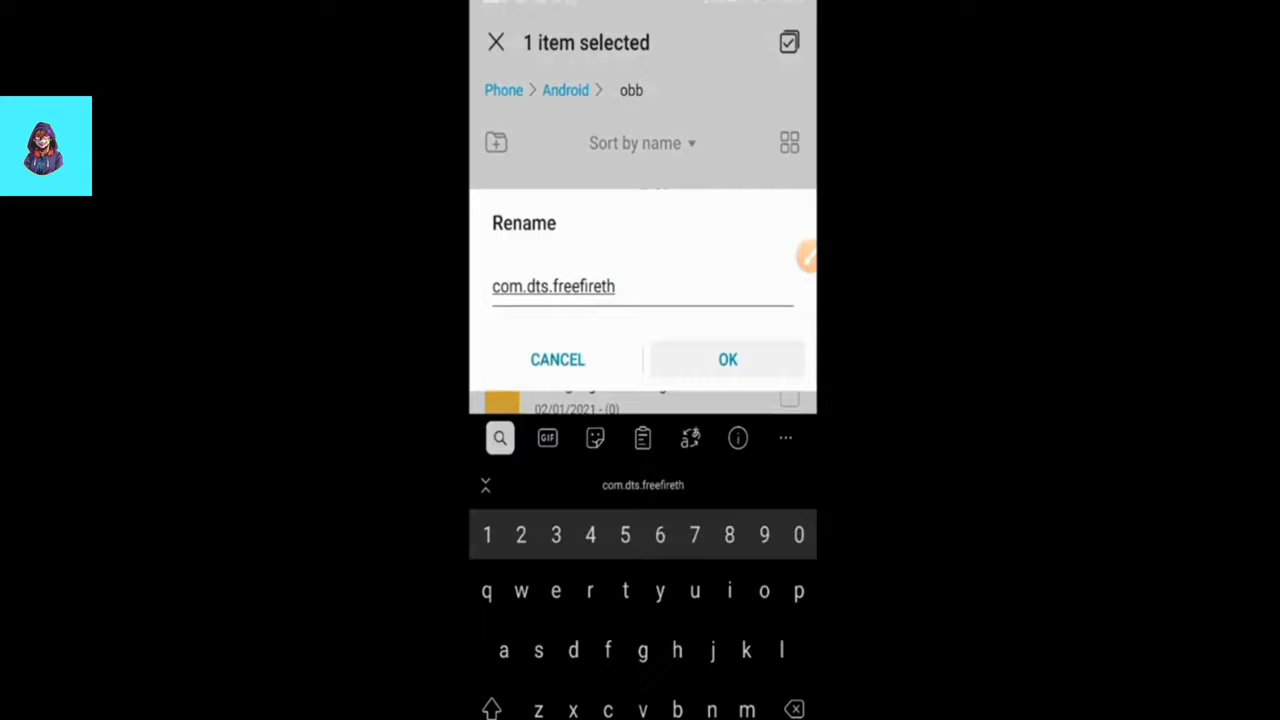 1 item selected
Phone > Android > obb
Sort by name
Rename
com.dts.freefireth
CANCEL
OK
02/01/2021 - (0)
GIF
com.dts.freefireth
1 2 3 4 5 6 7 8 9 0
q w e r t y u i o p
a s d f g h j k l
z x c v b n m